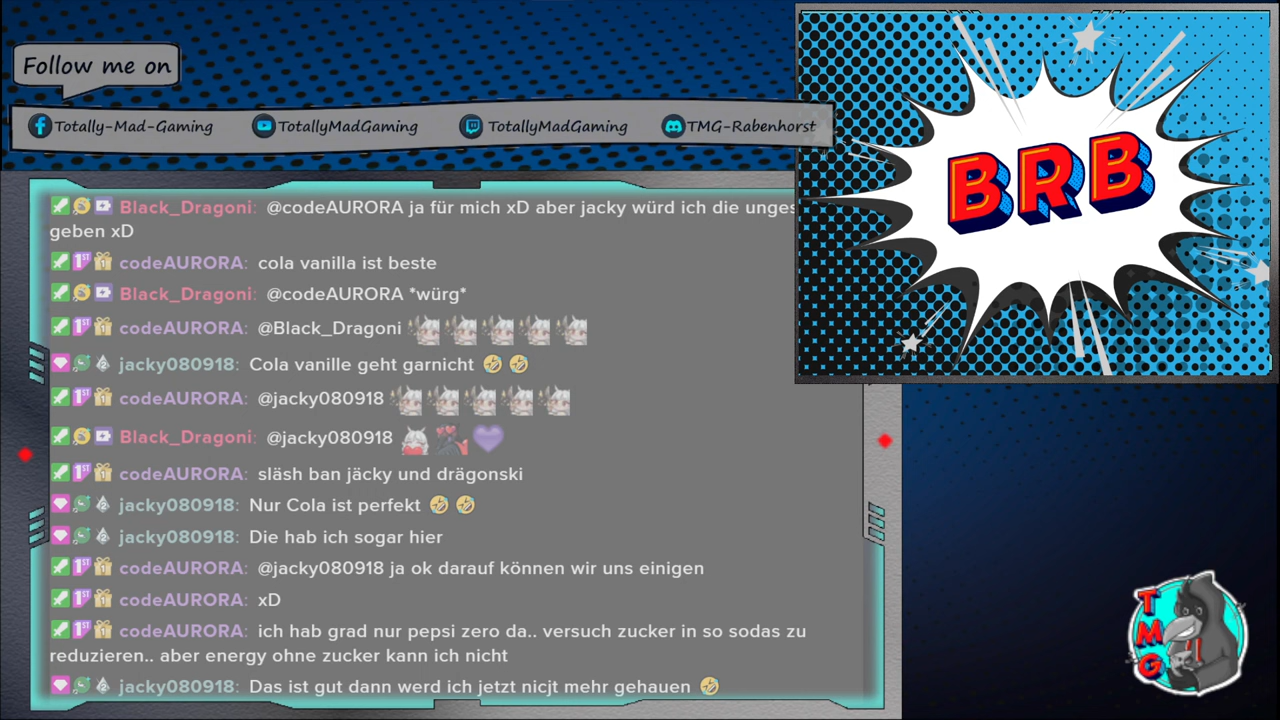 Follow me on
Totally-Mad-Gaming TotallyMadGaming TotallyMadGaming TMG-Rabenhorst
BRB
Black_Dragoni: @codeAURORA ja für mich xD aber jacky würd ich die unges
geben xD
codeAURORA: cola vanilla ist beste
Black_Dragoni: @codeAURORA *würg*
codeAURORA: @Black_Dragoni
jacky080918: Cola vanille geht garnicht 🤣 🤣
codeAURORA: @jacky080918
Black_Dragoni: @jacky080918
codeAURORA: släsh ban jäcky und drägonski
jacky080918: Nur Cola ist perfekt 🤣 🤣
jacky080918: Die hab ich sogar hier
codeAURORA: @jacky080918 ja ok darauf können wir uns einigen
codeAURORA: xD
codeAURORA: ich hab grad nur pepsi zero da.. versuch zucker in so sodas zu
reduzieren.. aber energy ohne zucker kann ich nicht
jacky080918: Das ist gut dann werd ich jetzt nicjt mehr gehauen 🤣
TMG